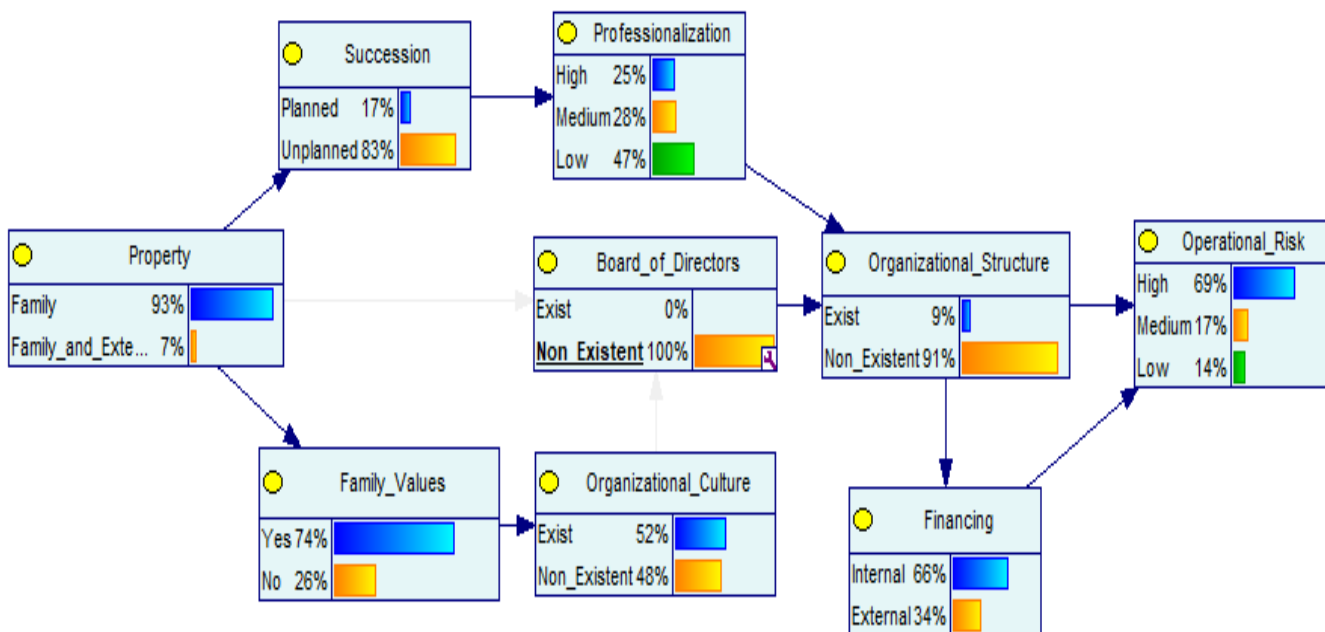 Succession
Planned 17%
Unplanned 83%
Professionalization
High 25%
Medium 28%
Low 47%
Property
Family 93%
Family_and_Exte... 7%
Board_of_Directors
Exist 0%
Non_Existent 100%
Organizational_Structure
Exist 9%
Non_Existent 91%
Operational_Risk
High 69%
Medium 17%
Low 14%
Family_Values
Yes 74%
No 26%
Organizational_Culture
Exist 52%
Non_Existent 48%
Financing
Internal 66%
External 34%